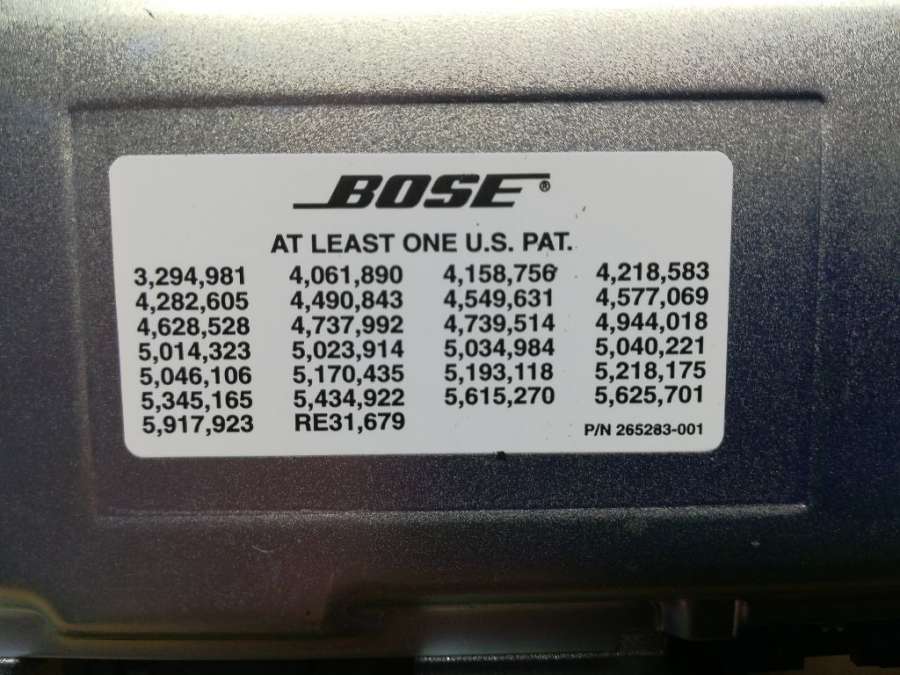 BOSE®
AT LEAST ONE U.S. PAT.
3,294,981 4,061,890 4,158,756 4,218,583
4,282,605 4,490,843 4,549,631 4,577,069
4,628,528 4,737,992 4,739,514 4,944,018
5,014,323 5,023,914 5,034,984 5,040,221
5,046,106 5,170,435 5,193,118 5,218,175
5,345,165 5,434,922 5,615,270 5,625,701
5,917,923 RE31,679 P/N 265283-001